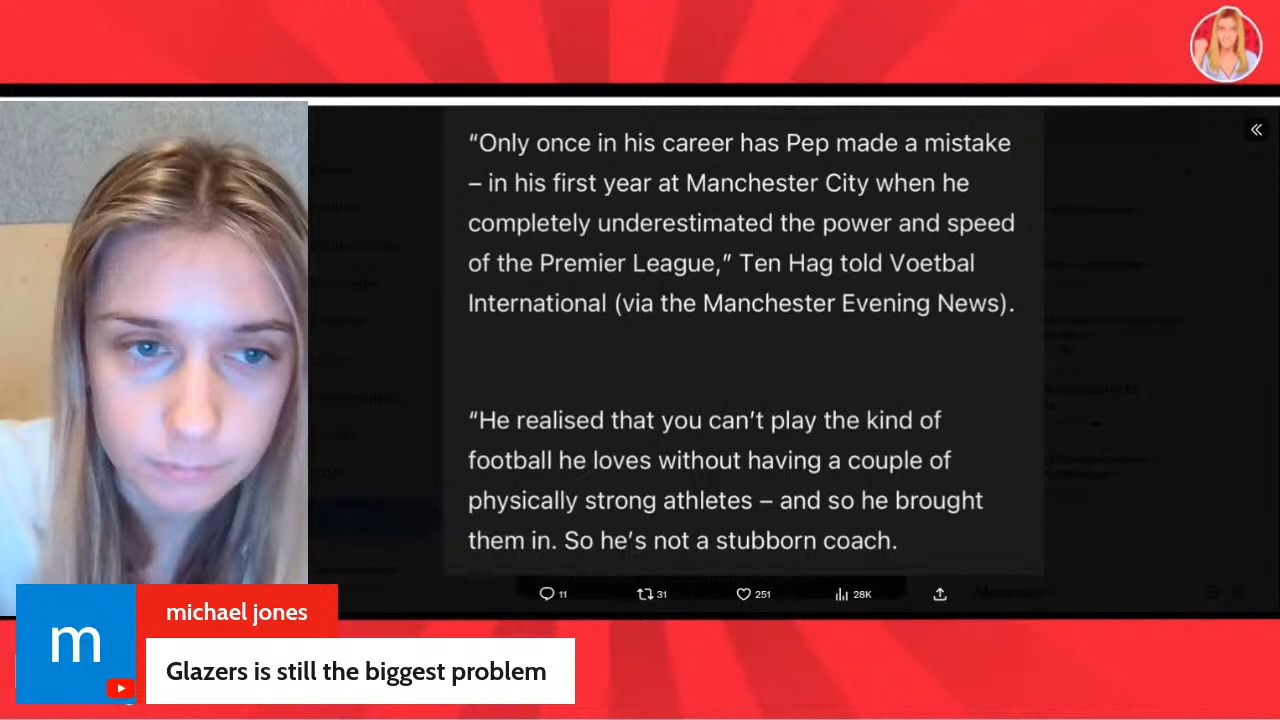 “Only once in his career has Pep made a mistake
– in his first year at Manchester City when he
completely underestimated the power and speed
of the Premier League,” Ten Hag told Voetbal
International (via the Manchester Evening News).
“He realised that you can’t play the kind of
football he loves without having a couple of
physically strong athletes – and so he brought
them in. So he’s not a stubborn coach.
11 31 251 28K
m
michael jones
Glazers is still the biggest problem